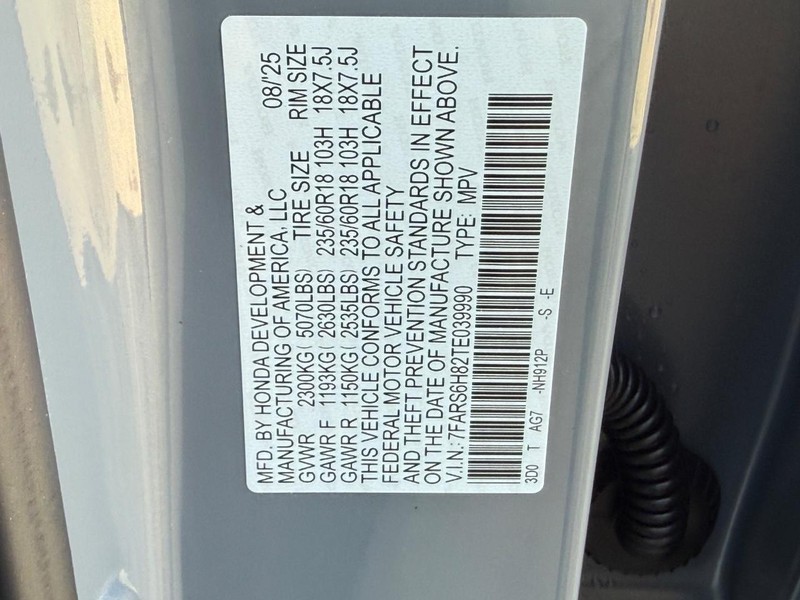 MFD. BY HONDA DEVELOPMENT & 08/'25
MANUFACTURING OF AMERICA, LLC
GVWR 2300KG( 5070LBS) TIRE SIZE RIM SIZE
GAWR F 1193KG( 2630LBS) 235/60R18 103H 18X7.5J
GAWR R 1150KG( 2535LBS) 235/60R18 103H 18X7.5J
THIS VEHICLE CONFORMS TO ALL APPLICABLE
FEDERAL MOTOR VEHICLE SAFETY
AND THEFT PREVENTION STANDARDS IN EFFECT
ON THE DATE OF MANUFACTURE SHOWN ABOVE.
V.I.N.:7FARS6H82TE039990 TYPE: MPV
3D0 T AG7 -NH912P -S -E